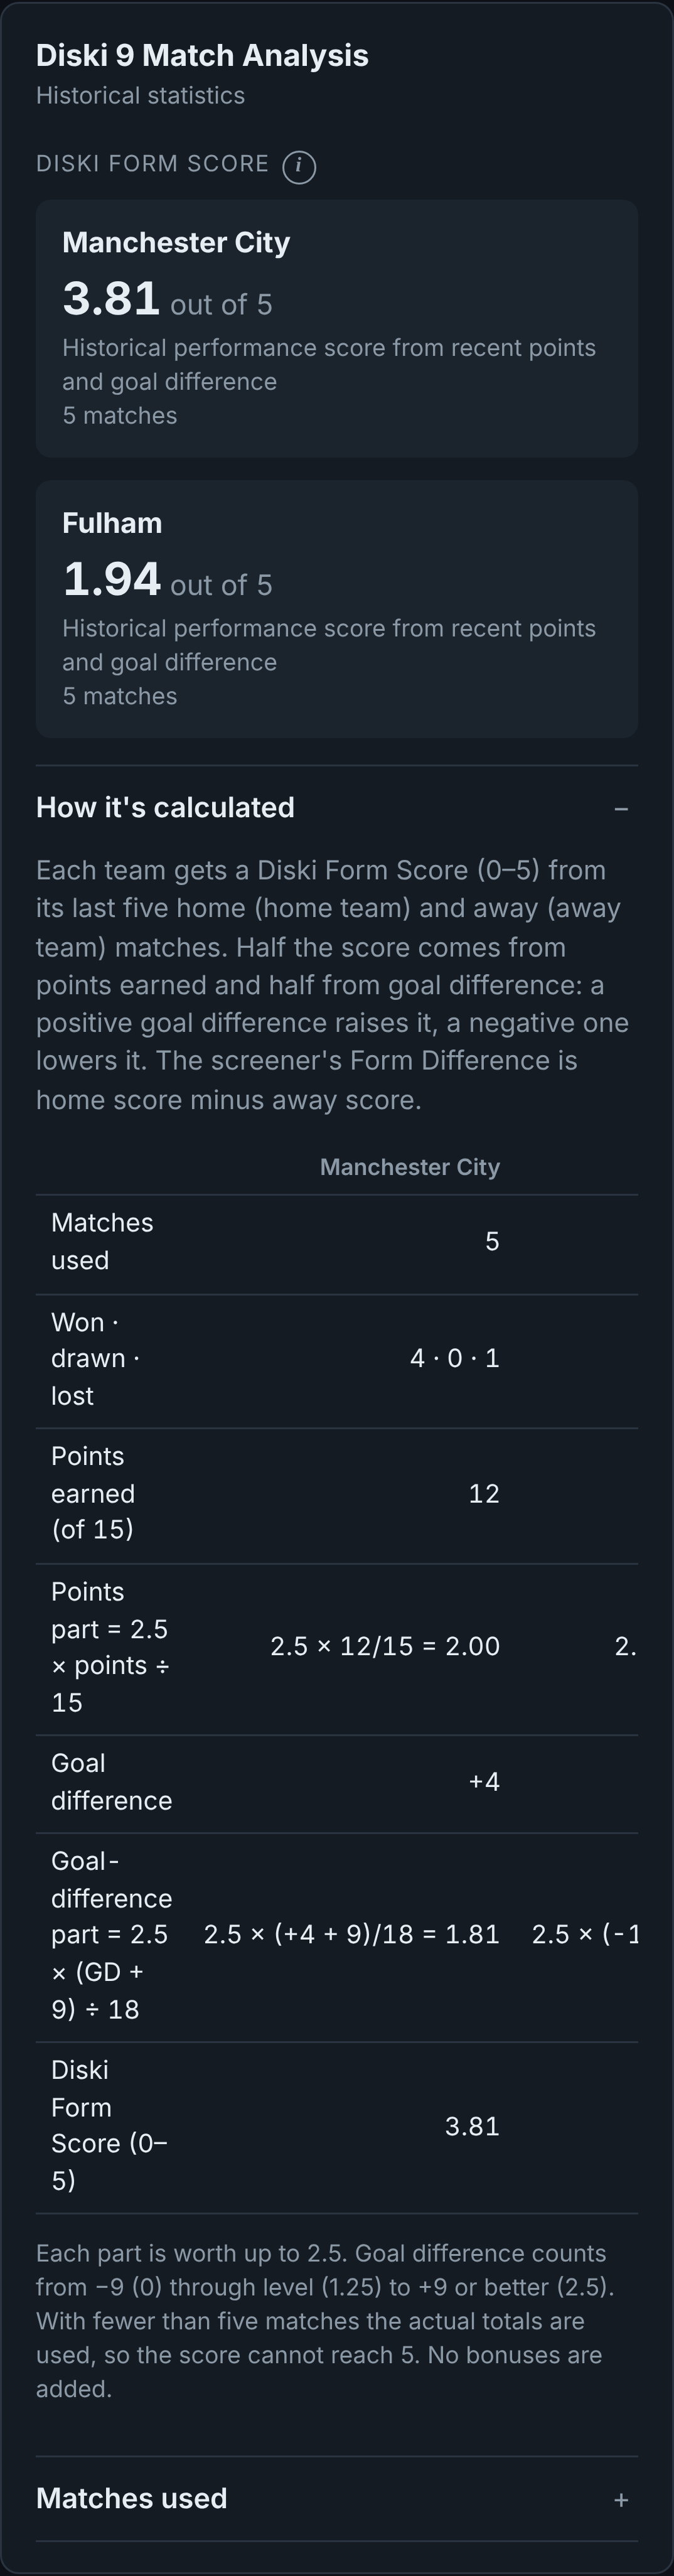 Diski 9 Match Analysis
Historical statistics
DISKI FORM SCORE i
Manchester City
3.81 out of 5
Historical performance score from recent points
and goal difference
5 matches
Fulham
1.94 out of 5
Historical performance score from recent points
and goal difference
5 matches
How it's calculated −
Each team gets a Diski Form Score (0–5) from
its last five home (home team) and away (away
team) matches. Half the score comes from
points earned and half from goal difference: a
positive goal difference raises it, a negative one
lowers it. The screener's Form Difference is
home score minus away score.
Manchester City
Matches
used
5
Won ·
drawn ·
lost
4 · 0 · 1
Points
earned
(of 15)
12
Points
part = 2.5
× points ÷
15
2.5 × 12/15 = 2.00
2.
Goal
difference
+4
Goal-
difference
part = 2.5
× (GD +
9) ÷ 18
2.5 × (+4 + 9)/18 = 1.81
2.5 × (-1
Diski
Form
Score (0–
5)
3.81
Each part is worth up to 2.5. Goal difference counts
from −9 (0) through level (1.25) to +9 or better (2.5).
With fewer than five matches the actual totals are
used, so the score cannot reach 5. No bonuses are
added.
Matches used +